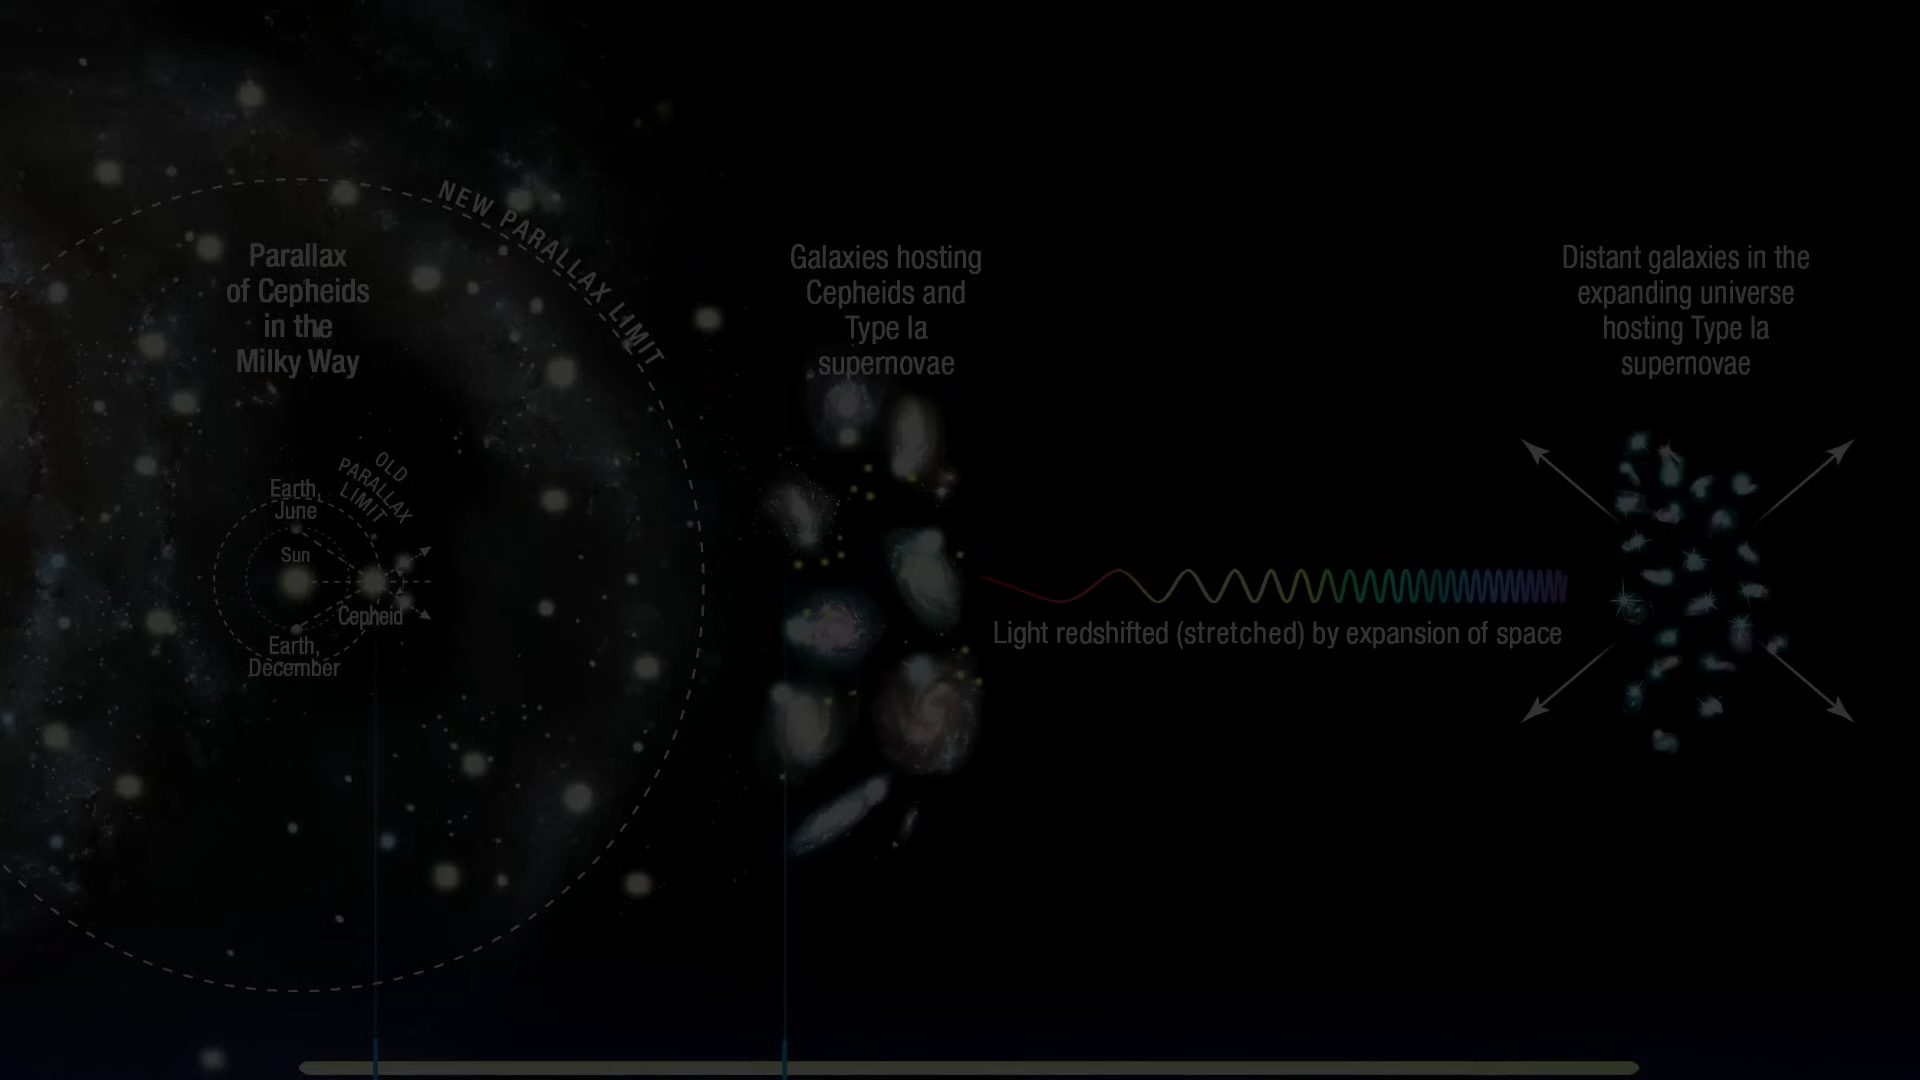 NEW PARALLAX LIMIT
Parallax
of Cepheids
in the
Milky Way
OLD
PARALLAX
LIMIT
Earth,
June
Sun
Cepheid
Earth,
December
Galaxies hosting
Cepheids and
Type Ia
supernovae
Light redshifted (stretched) by expansion of space
Distant galaxies in the
expanding universe
hosting Type Ia
supernovae